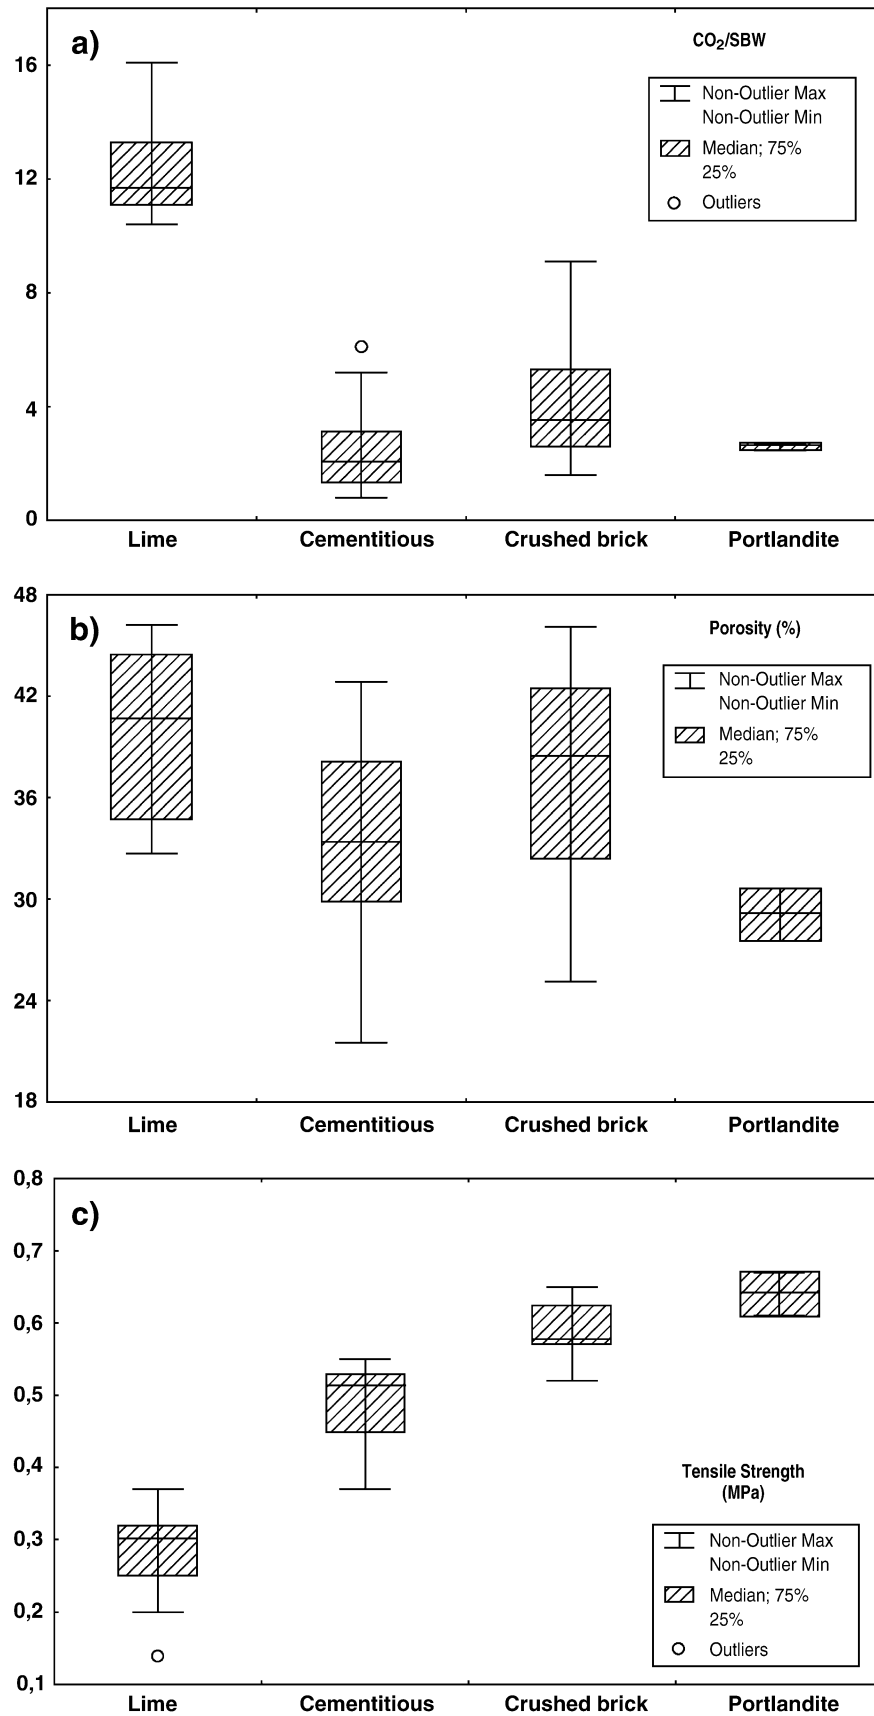 a)
CO₂/SBW
Non-Outlier Max
Non-Outlier Min
Median; 75%
25%
Outliers
16
12
8
4
0
Lime Cementitious Crushed brick Portlandite
b)
Porosity (%)
Non-Outlier Max
Non-Outlier Min
Median; 75%
25%
48
42
36
30
24
18
Lime Cementitious Crushed brick Portlandite
c)
0,8
0,7
0,6
0,5
0,4
0,3
0,2
0,1
Tensile Strength
(MPa)
Non-Outlier Max
Non-Outlier Min
Median; 75%
25%
Outliers
Lime Cementitious Crushed brick Portlandite